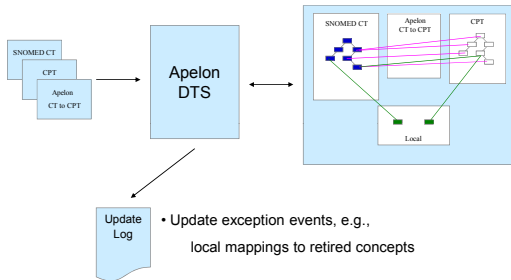 SNOMED CT
CPT
Apelon
CT to CPT
Apelon
DTS
SNOMED CT
Apelon
CT to CPT
CPT
Local
Update
Log
• Update exception events, e.g.,
local mappings to retired concepts